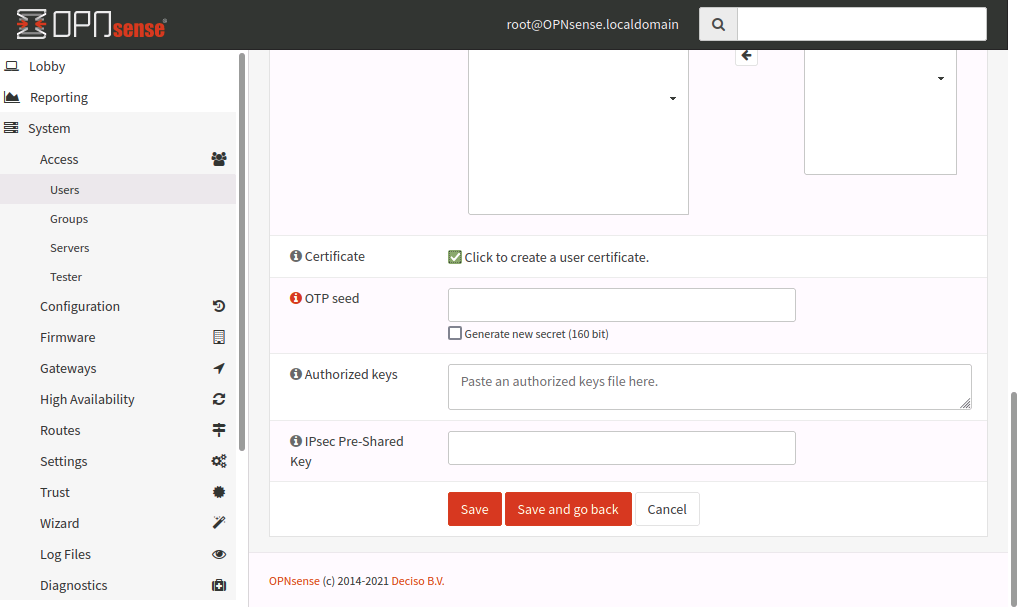 OPNsense®
root@OPNsense.localdomain
Lobby
Reporting
System
Access
Users
Groups
Servers
Tester
Configuration
Firmware
Gateways
High Availability
Routes
Settings
Trust
Wizard
Log Files
Diagnostics
Certificate
Click to create a user certificate.
OTP seed
Generate new secret (160 bit)
Authorized keys
Paste an authorized keys file here.
IPsec Pre-Shared
Key
Save
Save and go back
Cancel
OPNsense (c) 2014-2021 Deciso B.V.